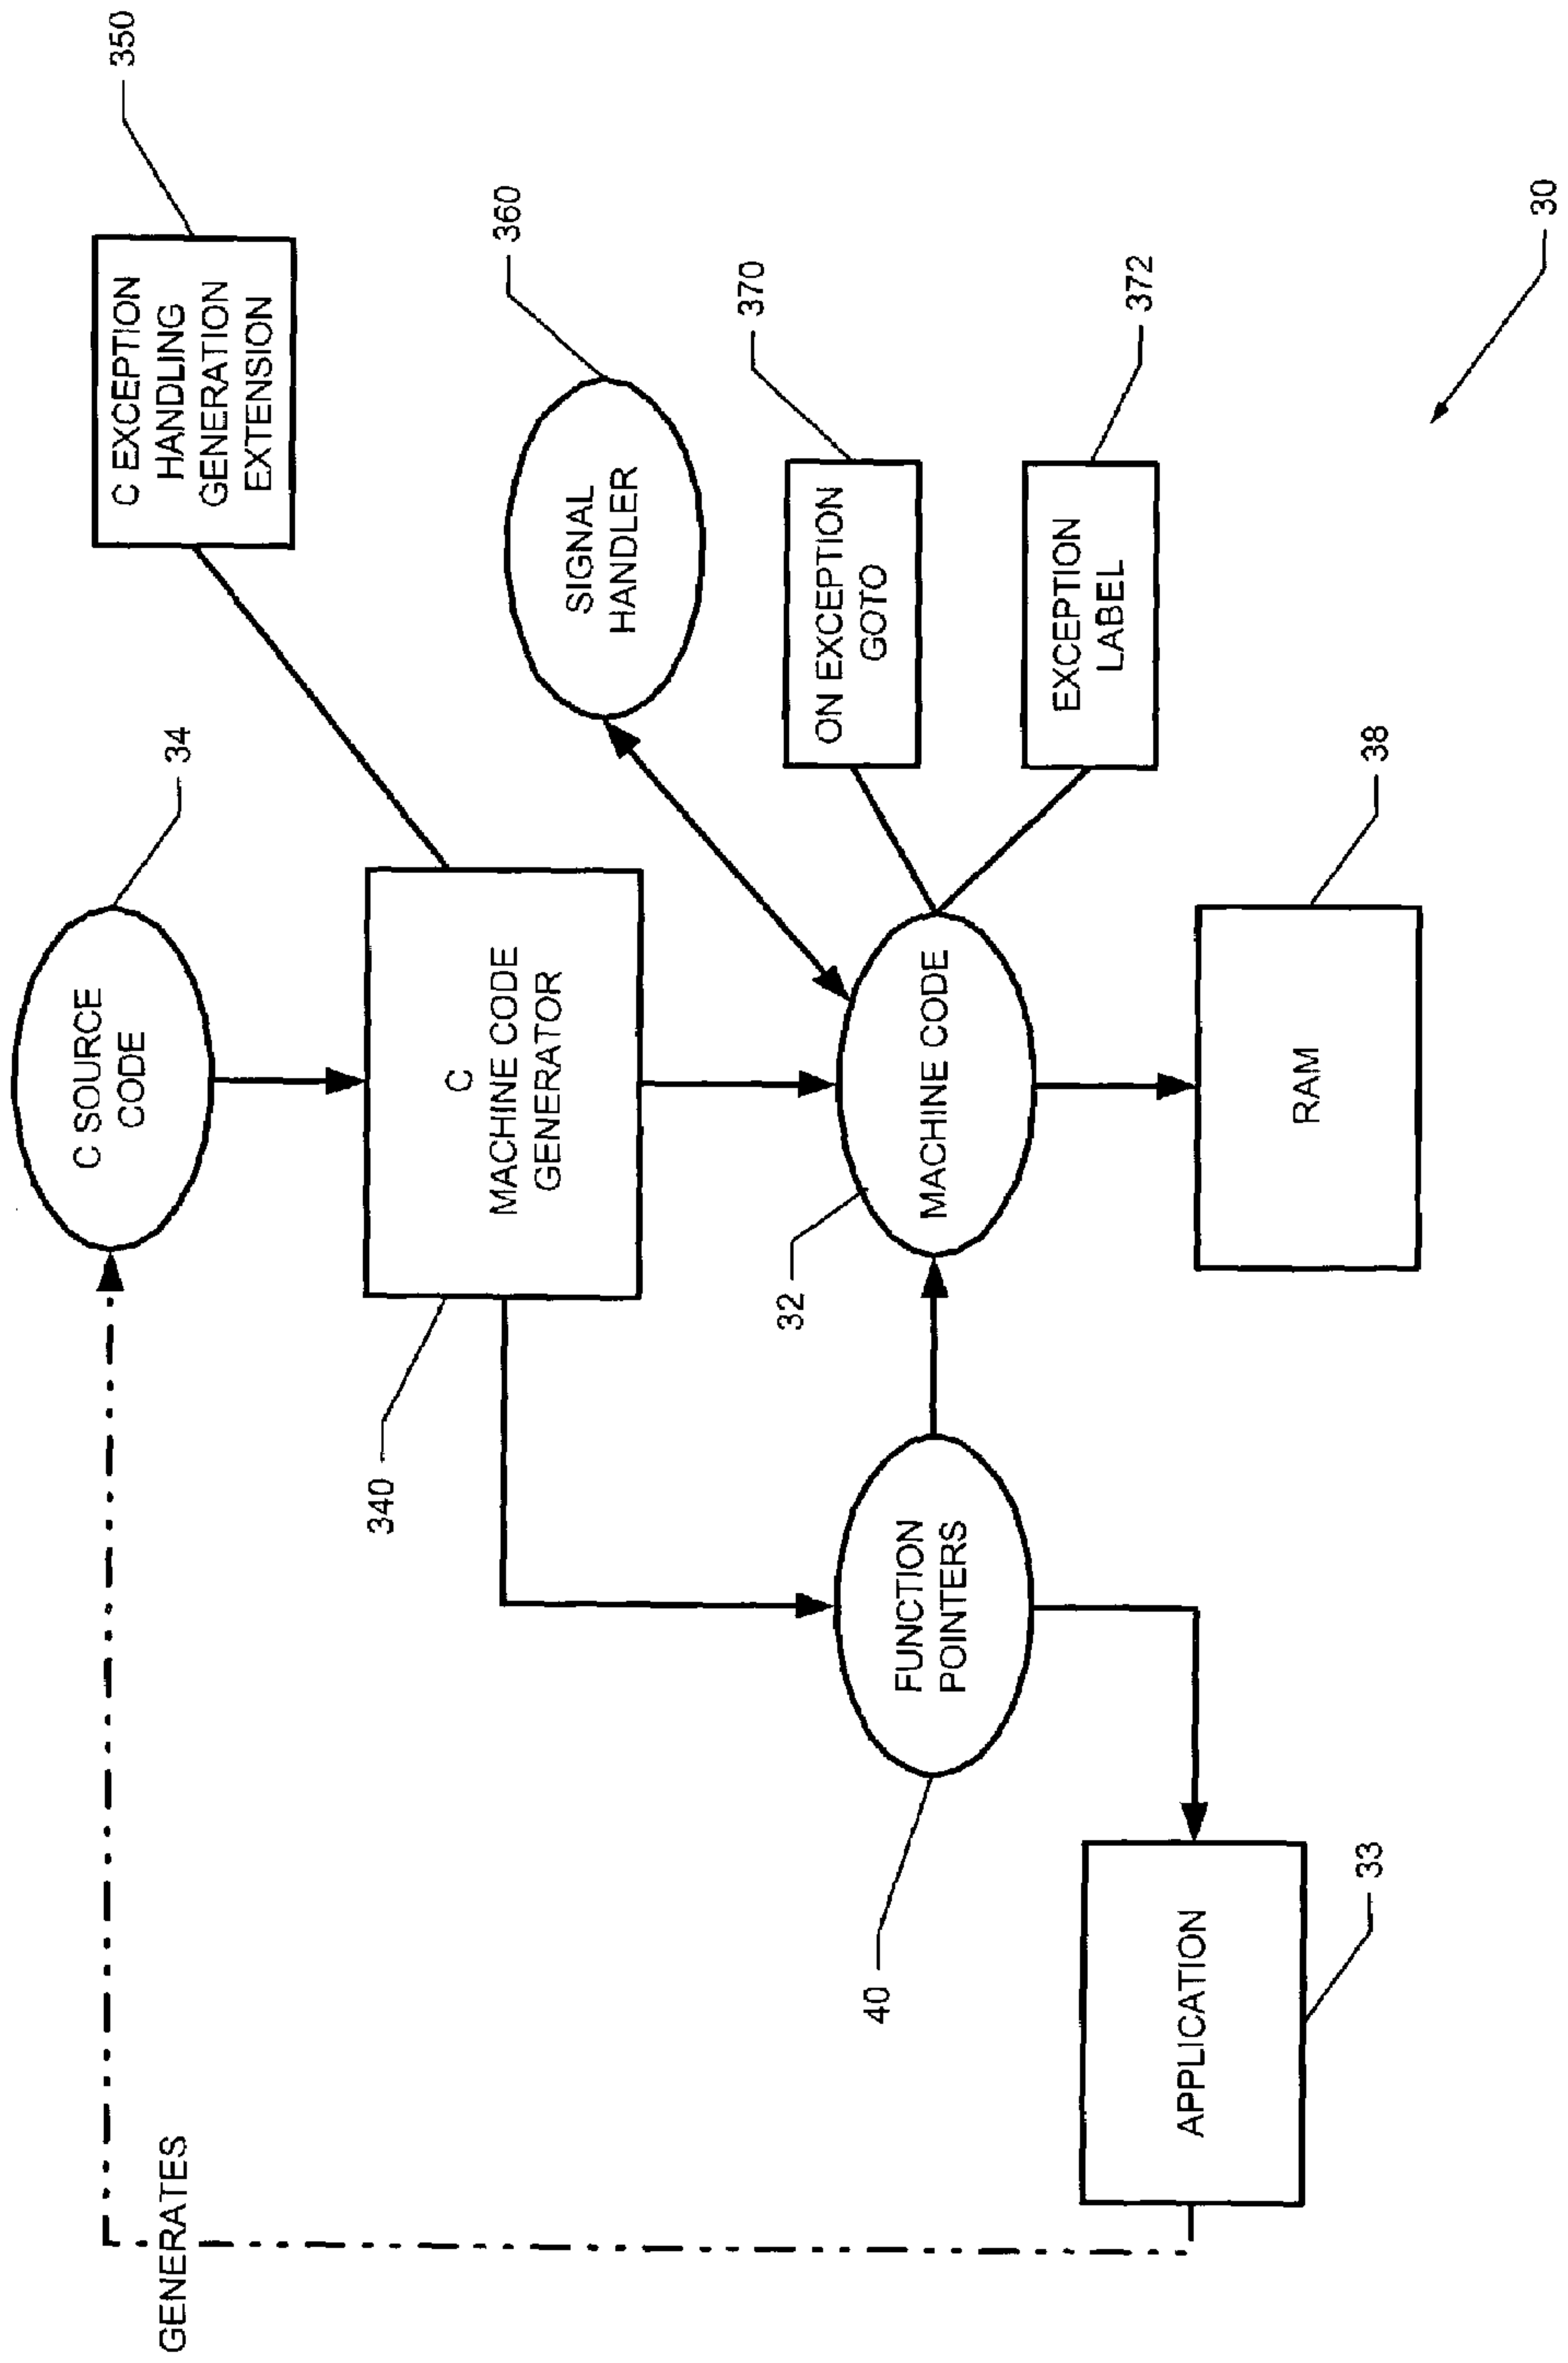 GENERATES
C SOURCE
CODE
34
C EXCEPTION
HANDLING
GENERATION
EXTENSION
350
340
C
MACHINE CODE
GENERATOR
SIGNAL
HANDLER
360
40
FUNCTION
POINTERS
32
MACHINE CODE
ON EXCEPTION
GOTO
370
EXCEPTION
LABEL
372
APPLICATION
33
RAM
38
30